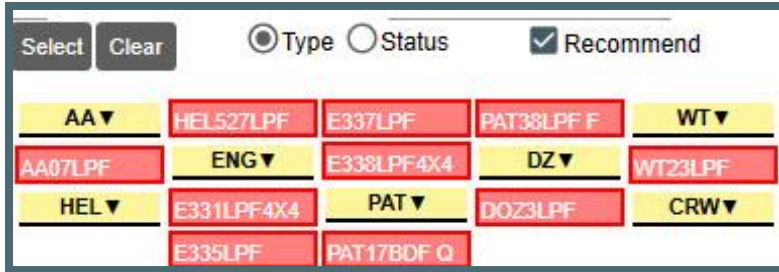 Select Clear Type Status Recommend
AA▼ HEL527LPF E337LPF PAT38LPF F WT▼
AA07LPF ENG▼ E338LPF4X4 DZ▼ WT23LPF
HEL▼ E331LPF4X4 PAT▼ DOZ3LPF CRW▼
E335LPF PAT17BDF Q